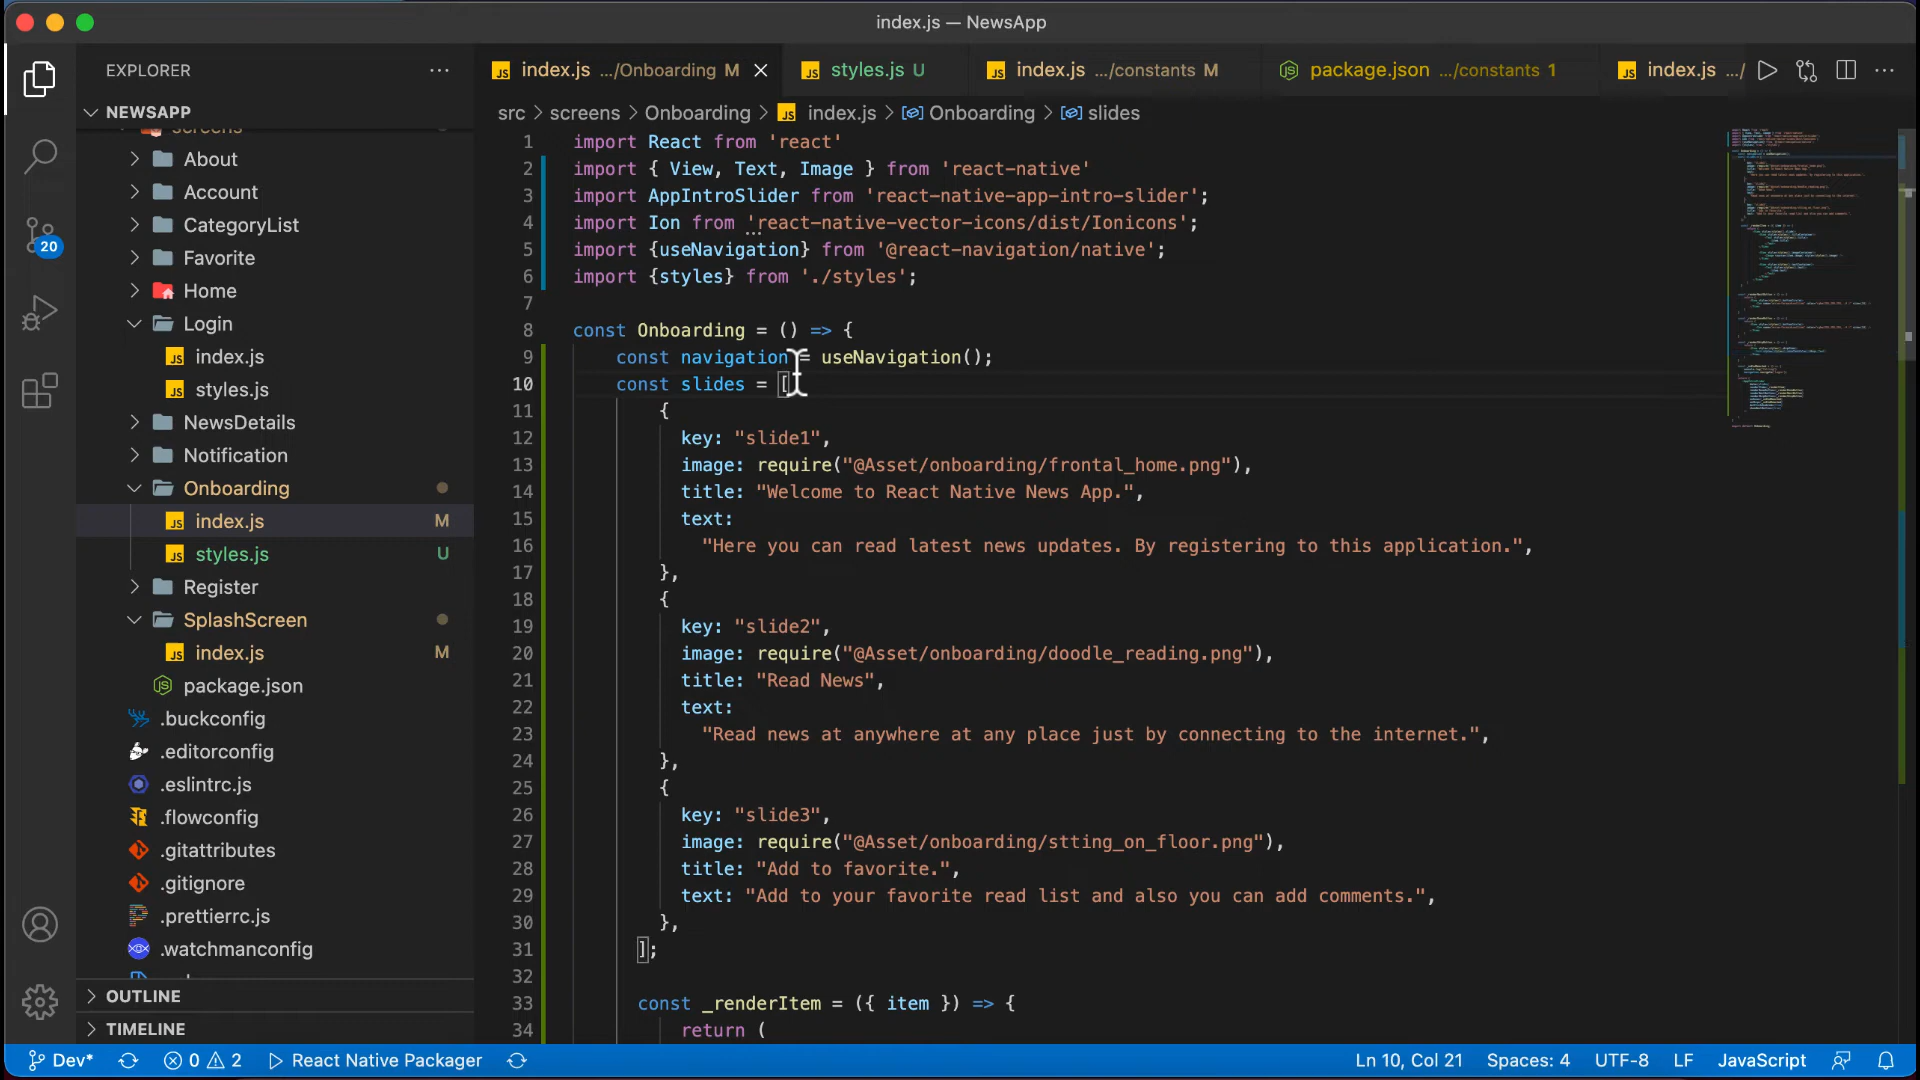 index.js — NewsApp
EXPLORER
NEWSAPP
screens
About
Account
CategoryList
Favorite
Home
Login
index.js
styles.js
NewsDetails
Notification
Onboarding
index.js M
styles.js U
Register
SplashScreen
index.js M
package.json
.buckconfig
.editorconfig
.eslintrc.js
.flowconfig
.gitattributes
.gitignore
.prettierrc.js
.watchmanconfig
OUTLINE
TIMELINE
20
index.js .../Onboarding M
styles.js U
index.js .../constants M
package.json .../constants 1
index.js .../
src > screens > Onboarding > index.js > Onboarding > slides
1 import React from 'react'
2 import { View, Text, Image } from 'react-native'
3 import AppIntroSlider from 'react-native-app-intro-slider';
4 import Ion from 'react-native-vector-icons/dist/Ionicons';
5 import {useNavigation} from '@react-navigation/native';
6 import {styles} from './styles';
7
8 const Onboarding = () => {
9 const navigation = useNavigation();
10 const slides = [
11 {
12 key: "slide1",
13 image: require("@Asset/onboarding/frontal_home.png"),
14 title: "Welcome to React Native News App.",
15 text:
16 "Here you can read latest news updates. By registering to this application.",
17 },
18 {
19 key: "slide2",
20 image: require("@Asset/onboarding/doodle_reading.png"),
21 title: "Read News",
22 text:
23 "Read news at anywhere at any place just by connecting to the internet.",
24 },
25 {
26 key: "slide3",
27 image: require("@Asset/onboarding/stting_on_floor.png"),
28 title: "Add to favorite.",
29 text: "Add to your favorite read list and also you can add comments.",
30 },
31 ];
32
33 const _renderItem = ({ item }) => {
34 return (
Dev* 0 2 React Native Packager
Ln 10, Col 21 Spaces: 4 UTF-8 LF JavaScript